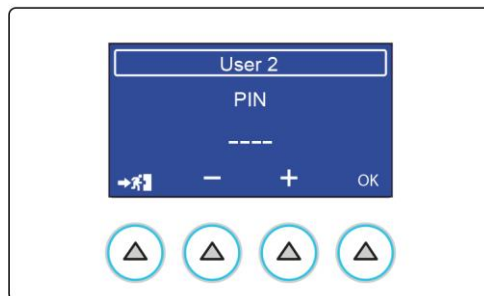 User 2
PIN
----
− + OK